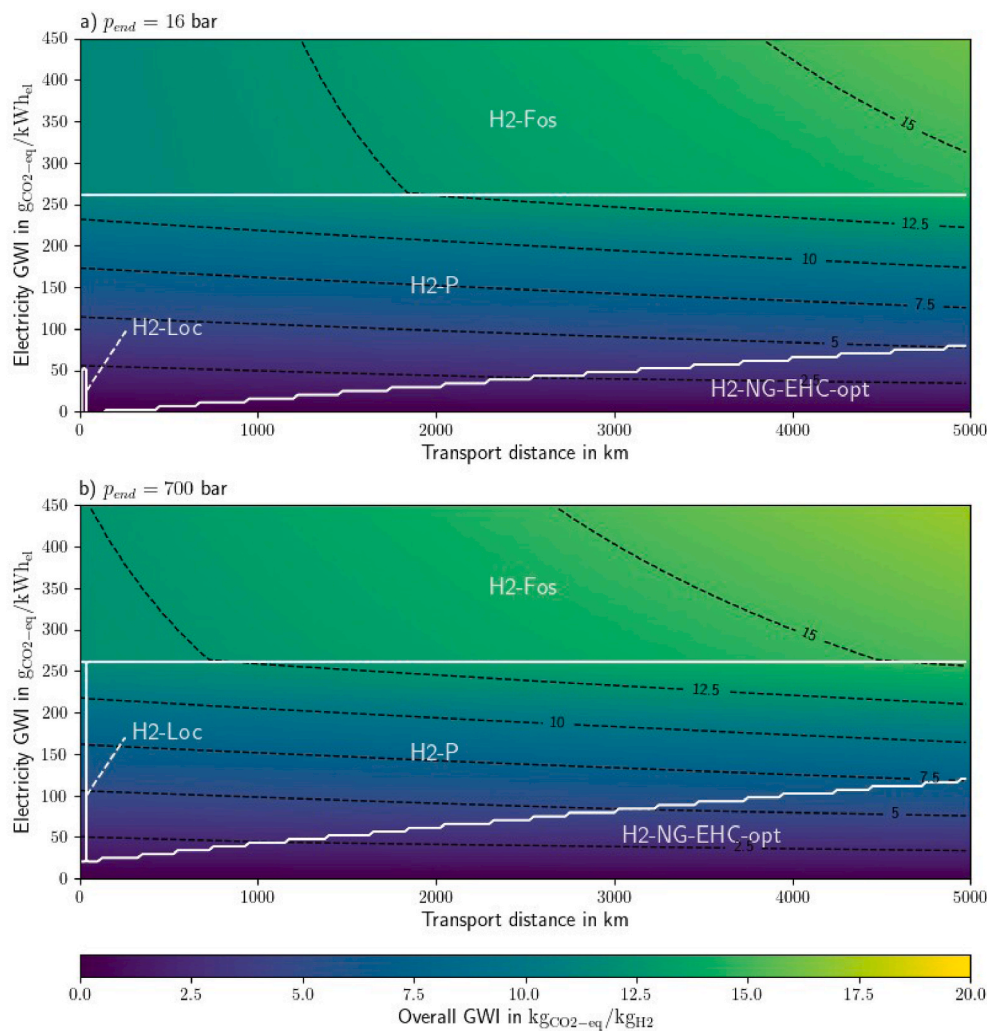 a) p_end = 16 bar
450
400
350
300
250
200
150
100
50
0
Electricity GWI in g_CO2−eq/kWh_el
H2-Fos
15
12.5
10
H2-P
7.5
H2-Loc
5
2.5
H2-NG-EHC-opt
0 1000 2000 3000 4000 5000
Transport distance in km
b) p_end = 700 bar
450
400
350
300
250
200
150
100
50
0
Electricity GWI in g_CO2−eq/kWh_el
H2-Fos
15
12.5
10
H2-Loc
H2-P
7.5
5
H2-NG-EHC-opt
2.5
0 1000 2000 3000 4000 5000
Transport distance in km
0.0 2.5 5.0 7.5 10.0 12.5 15.0 17.5 20.0
Overall GWI in kg_CO2−eq/kg_H2